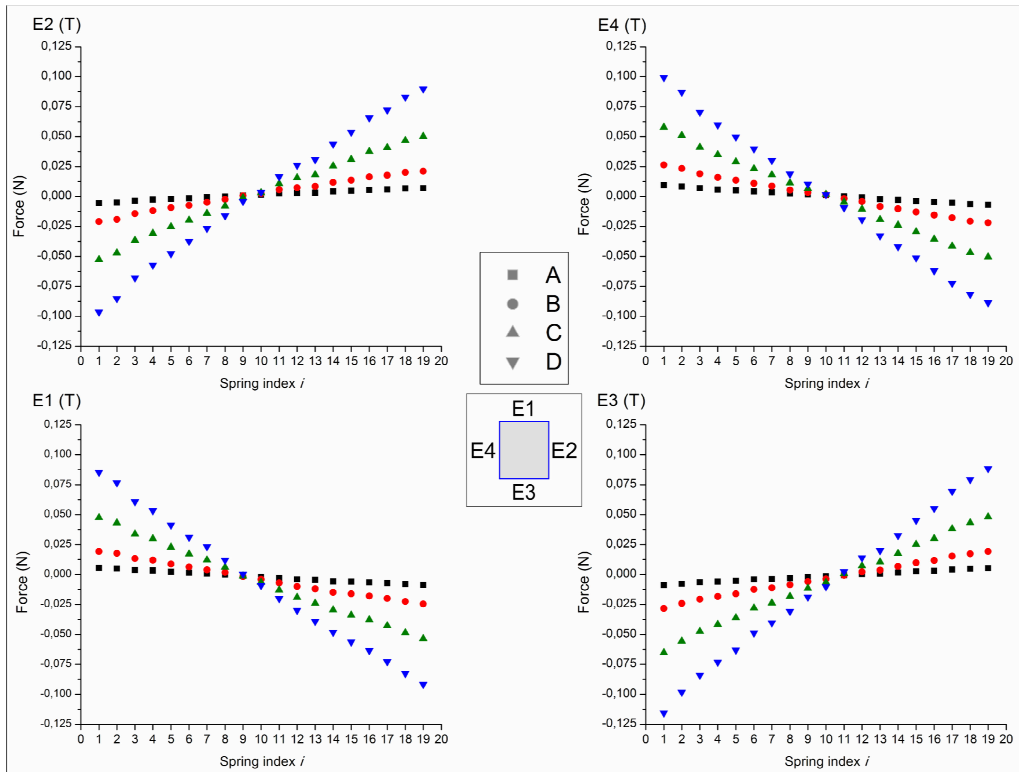 E2 (T)
0,125
0,100
0,075
0,050
0,025
0,000
-0,025
-0,050
-0,075
-0,100
-0,125
Force (N)
0 1 2 3 4 5 6 7 8 9 10 11 12 13 14 15 16 17 18 19 20
Spring index i
E4 (T)
0,125
0,100
0,075
0,050
0,025
0,000
-0,025
-0,050
-0,075
-0,100
-0,125
Force (N)
0 1 2 3 4 5 6 7 8 9 10 11 12 13 14 15 16 17 18 19 20
Spring index i
A
B
C
D
E1
E4 E2
E3
E1 (T)
0,125
0,100
0,075
0,050
0,025
0,000
-0,025
-0,050
-0,075
-0,100
-0,125
Force (N)
0 1 2 3 4 5 6 7 8 9 10 11 12 13 14 15 16 17 18 19 20
Spring index i
E3 (T)
0,125
0,100
0,075
0,050
0,025
0,000
-0,025
-0,050
-0,075
-0,100
-0,125
Force (N)
0 1 2 3 4 5 6 7 8 9 10 11 12 13 14 15 16 17 18 19 20
Spring index i